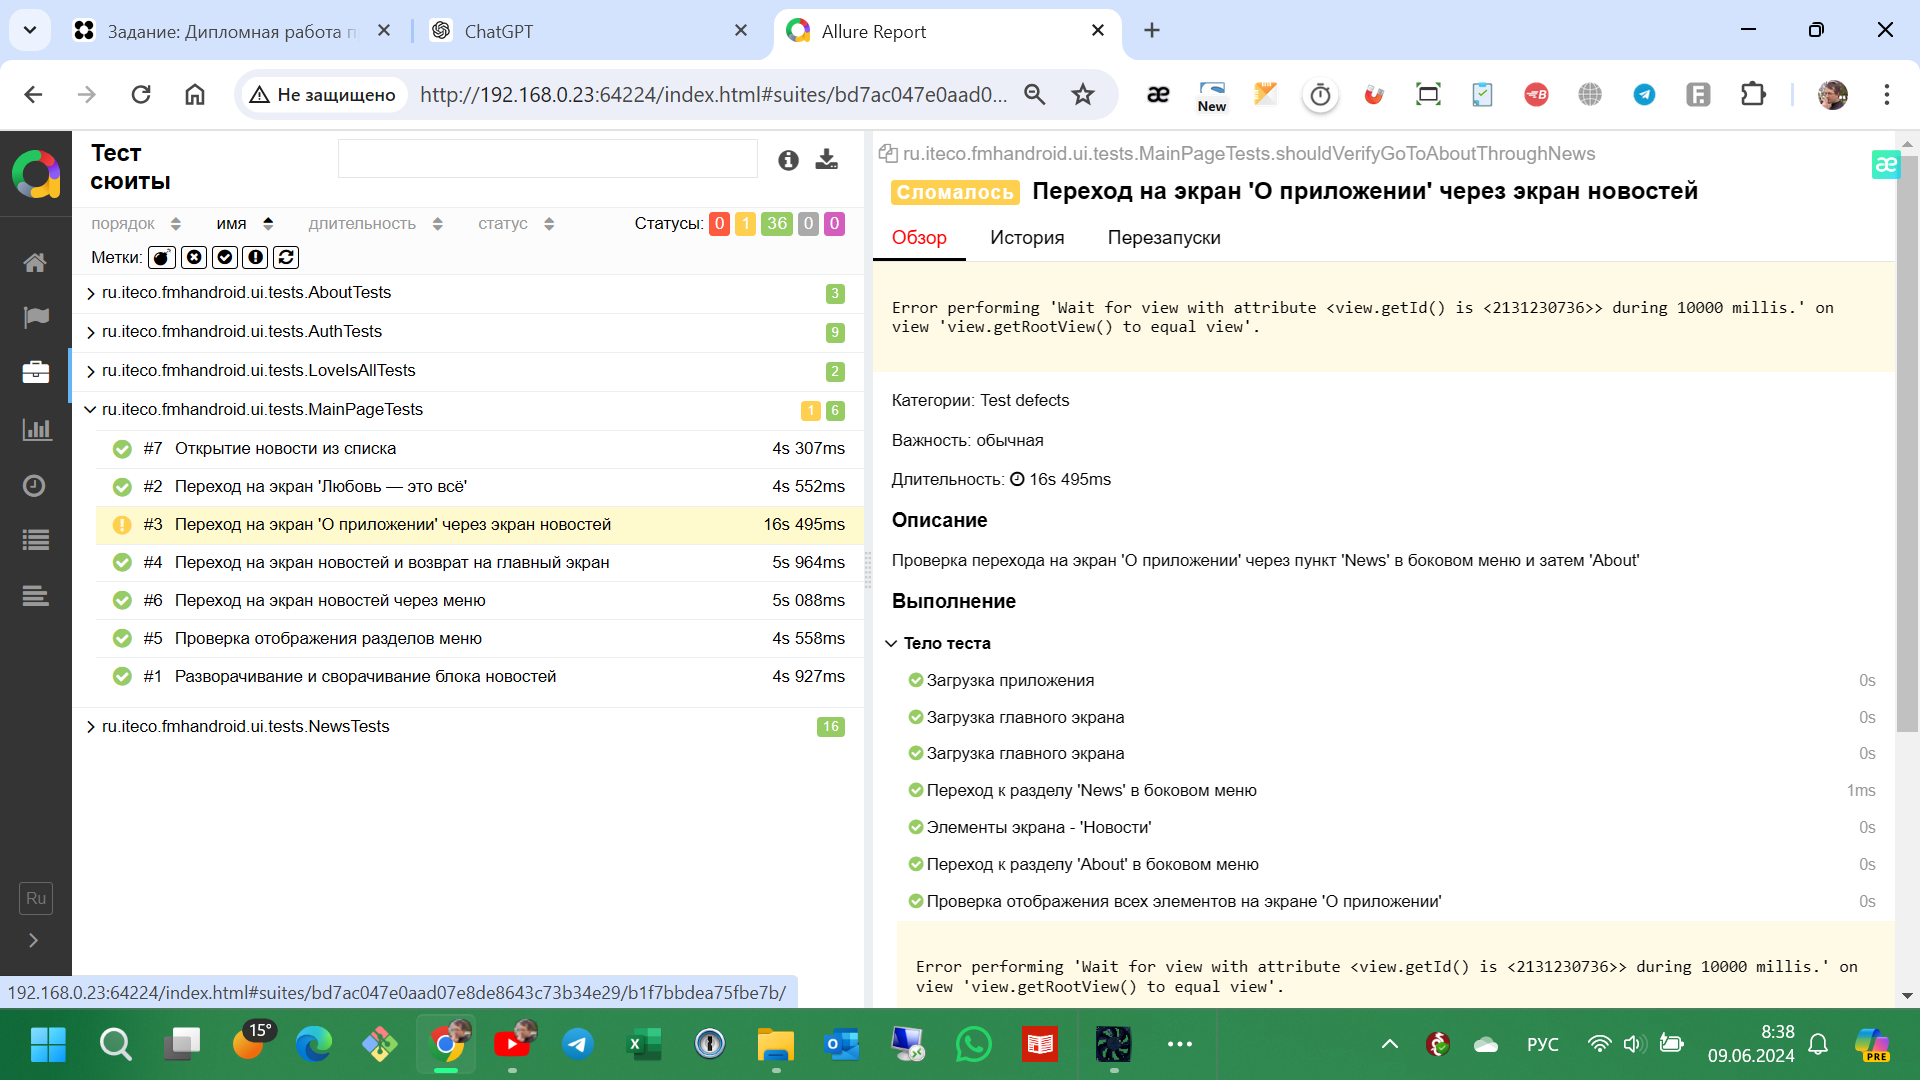 Задание: Дипломная работа п
ChatGPT
Allure Report
Не защищено
http://192.168.0.23:64224/index.html#suites/bd7ac047e0aad0...
æ
New
Тест
сюиты
порядок
имя
длительность
статус
Статусы: 0 1 36 0 0
Метки:
ru.iteco.fmhandroid.ui.tests.AboutTests 3
ru.iteco.fmhandroid.ui.tests.AuthTests 9
ru.iteco.fmhandroid.ui.tests.LoveIsAllTests 2
ru.iteco.fmhandroid.ui.tests.MainPageTests 1 6
#7 Открытие новости из списка 4s 307ms
#2 Переход на экран 'Любовь — это всё' 4s 552ms
#3 Переход на экран 'О приложении' через экран новостей 16s 495ms
#4 Переход на экран новостей и возврат на главный экран 5s 964ms
#6 Переход на экран новостей через меню 5s 088ms
#5 Проверка отображения разделов меню 4s 558ms
#1 Разворачивание и сворачивание блока новостей 4s 927ms
ru.iteco.fmhandroid.ui.tests.NewsTests 16
Ru
192.168.0.23:64224/index.html#suites/bd7ac047e0aad07e8de8643c73b34e29/b1f7bbdea75fbe7b/
ru.iteco.fmhandroid.ui.tests.MainPageTests.shouldVerifyGoToAboutThroughNews
æ
Сломалось Переход на экран 'О приложении' через экран новостей
Обзор
История
Перезапуски
Error performing 'Wait for view with attribute <view.getId() is <2131230736>> during 10000 millis.' on
view 'view.getRootView() to equal view'.
Категории: Test defects
Важность: обычная
Длительность: 16s 495ms
Описание
Проверка перехода на экран 'О приложении' через пункт 'News' в боковом меню и затем 'About'
Выполнение
Тело теста
Загрузка приложения 0s
Загрузка главного экрана 0s
Загрузка главного экрана 0s
Переход к разделу 'News' в боковом меню 1ms
Элементы экрана - 'Новости' 0s
Переход к разделу 'About' в боковом меню 0s
Проверка отображения всех элементов на экране 'О приложении' 0s
Error performing 'Wait for view with attribute <view.getId() is <2131230736>> during 10000 millis.' on
view 'view.getRootView() to equal view'.
15°
РУС
8:38
09.06.2024
PRE